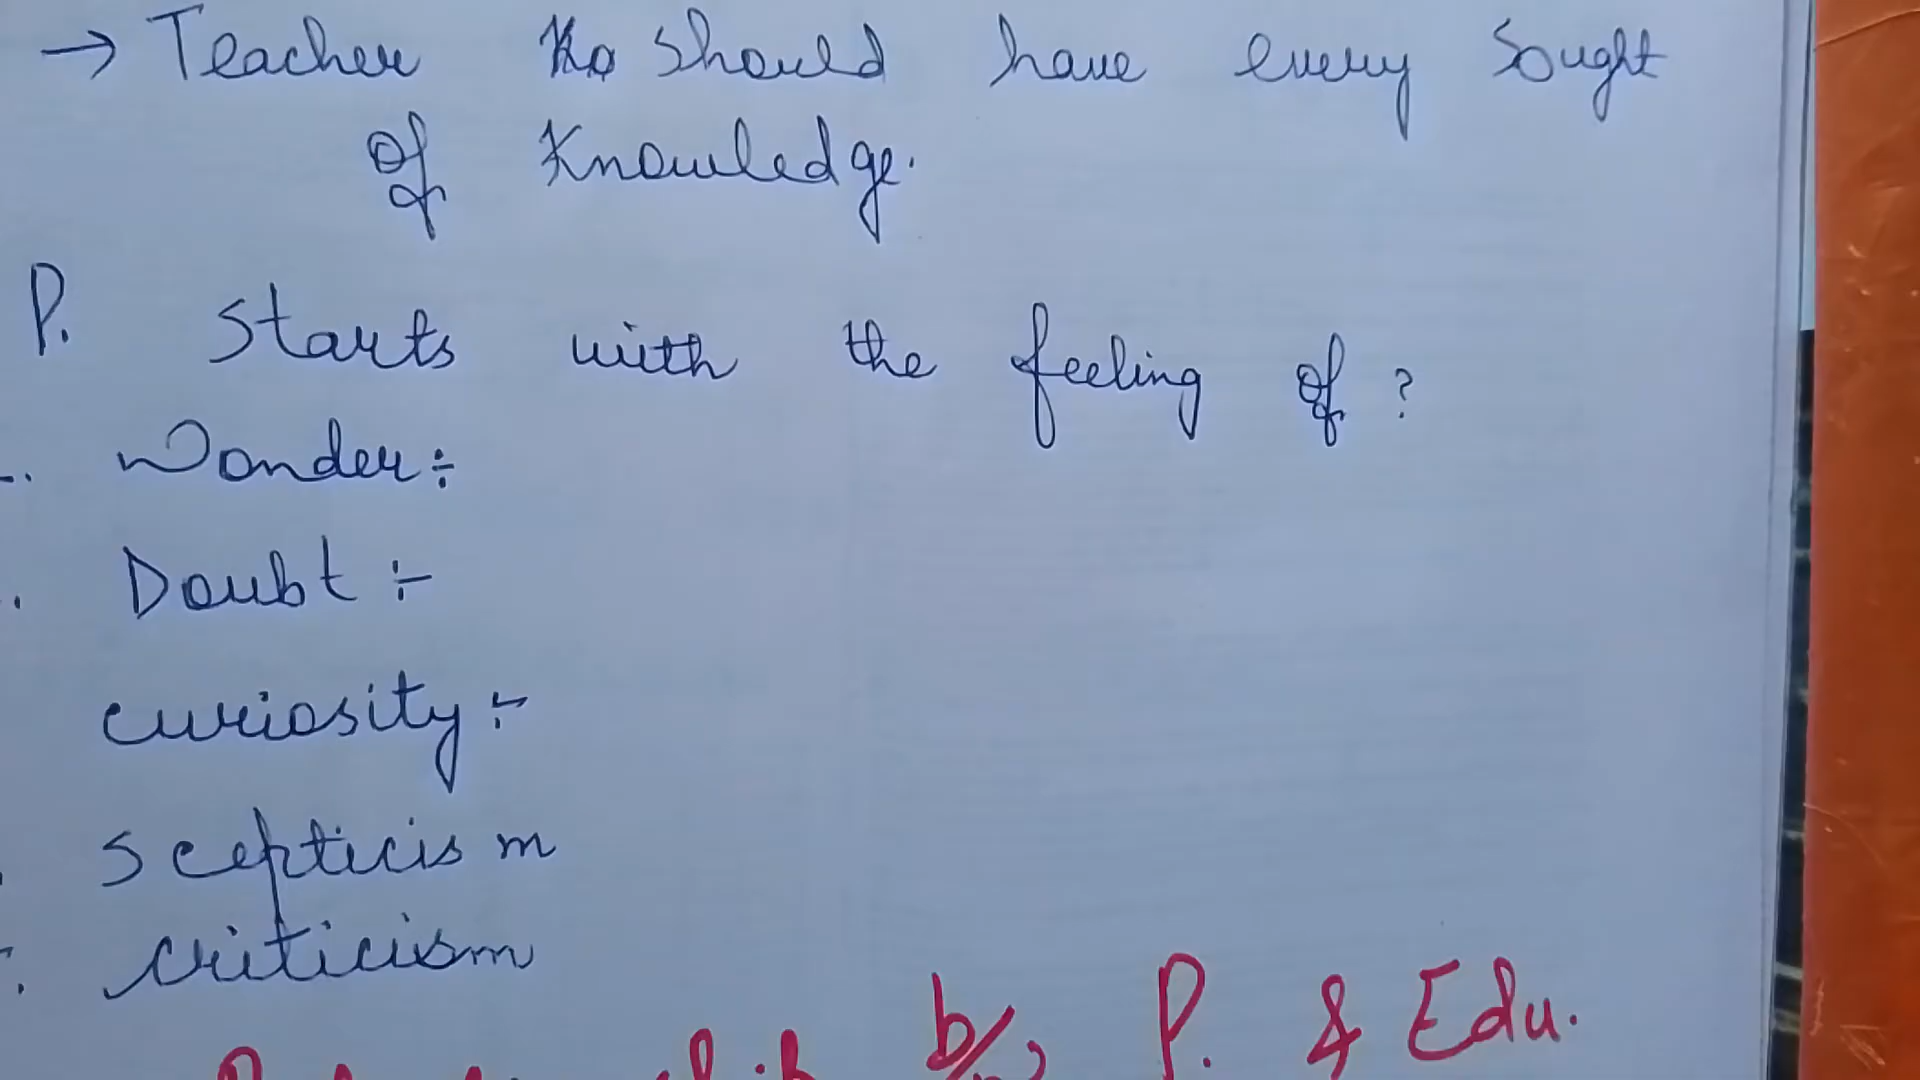 → Teacher should have every sought
of Knowledge.
P. starts with the feeling of ?
Wonder :-
Doubt :-
curiosity :-
scepticism
criticism
b/w P. & Edu.